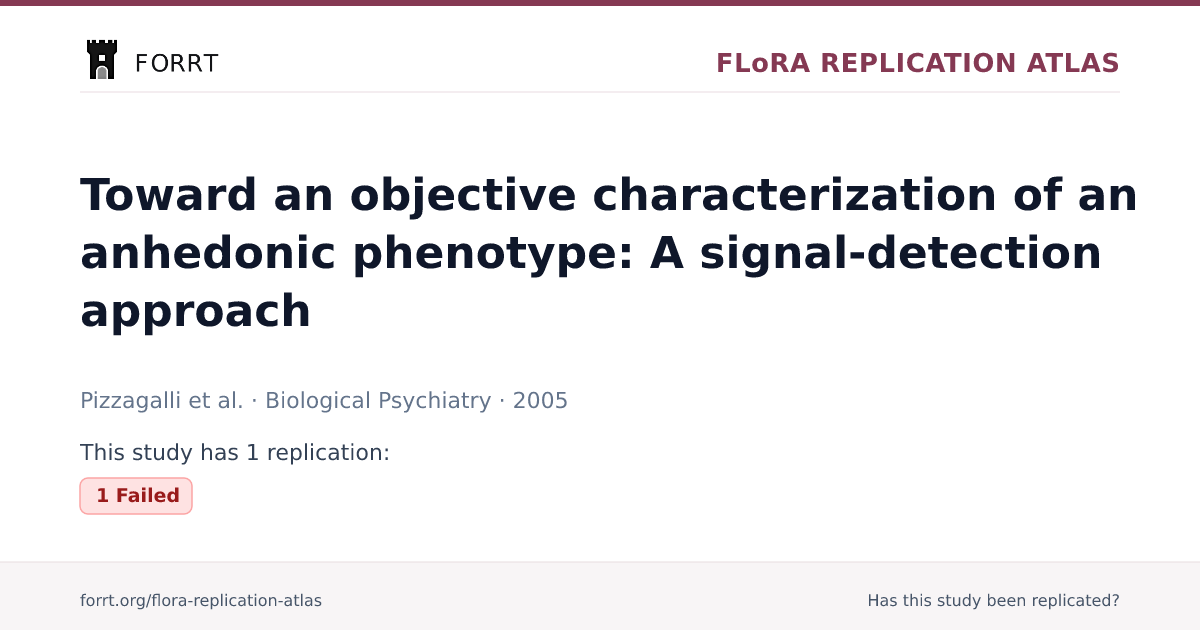 FORRT
FLoRA REPLICATION ATLAS
Toward an objective characterization of an
anhedonic phenotype: A signal-detection
approach
Pizzagalli et al. · Biological Psychiatry · 2005
This study has 1 replication:
1 Failed
forrt.org/flora-replication-atlas
Has this study been replicated?